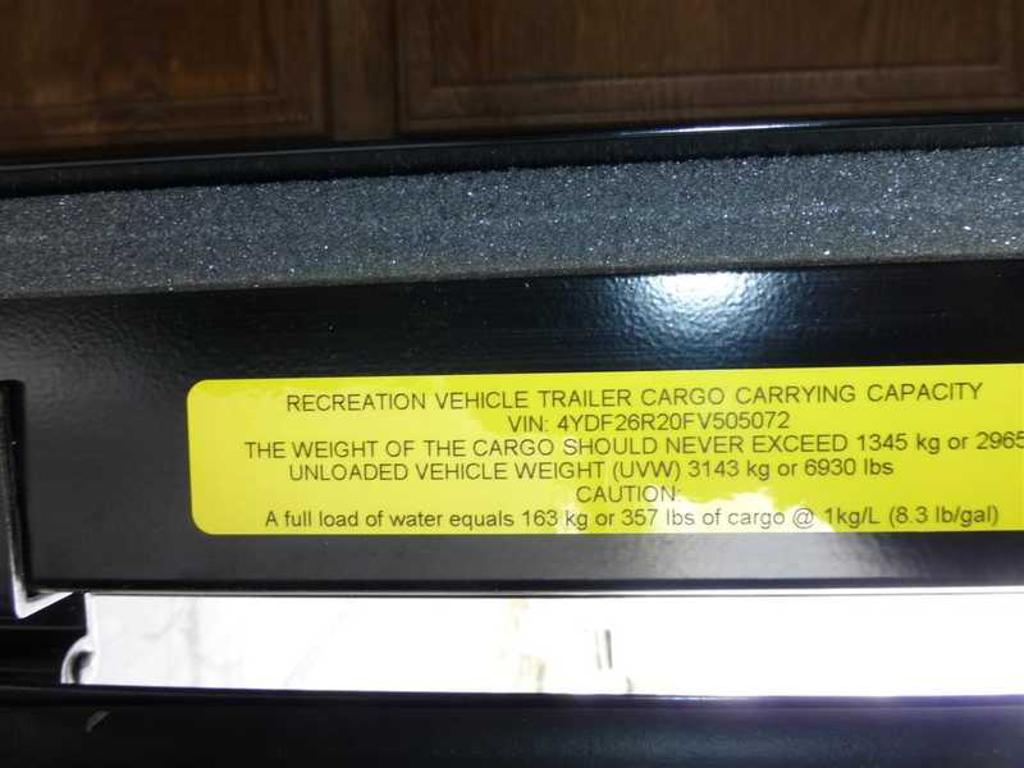 RECREATION VEHICLE TRAILER CARGO CARRYING CAPACITY
VIN: 4YDF26R20FV505072
THE WEIGHT OF THE CARGO SHOULD NEVER EXCEED 1345 kg or 2965
UNLOADED VEHICLE WEIGHT (UVW) 3143 kg or 6930 lbs
CAUTION:
A full load of water equals 163 kg or 357 lbs of cargo @ 1kg/L (8.3 lb/gal)